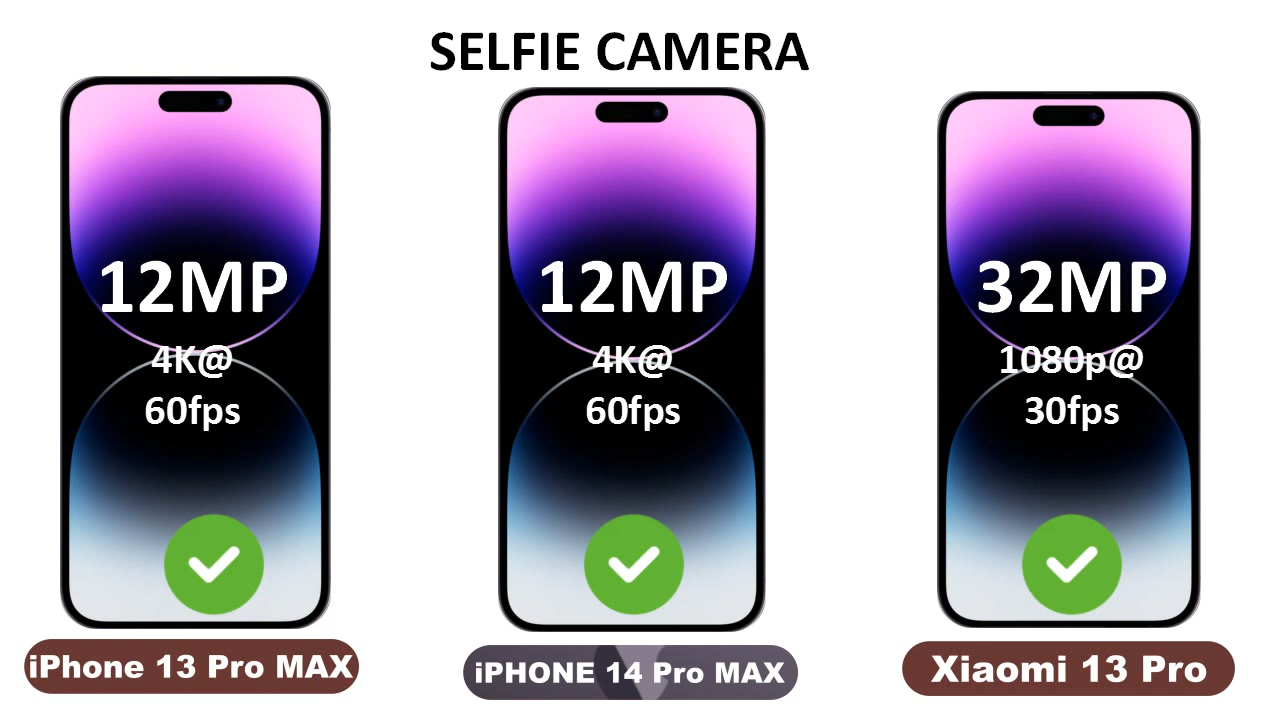 SELFIE CAMERA
12MP
4K@
60fps
iPhone 13 Pro MAX
12MP
4K@
60fps
iPHONE 14 Pro MAX
32MP
1080p@
30fps
Xiaomi 13 Pro